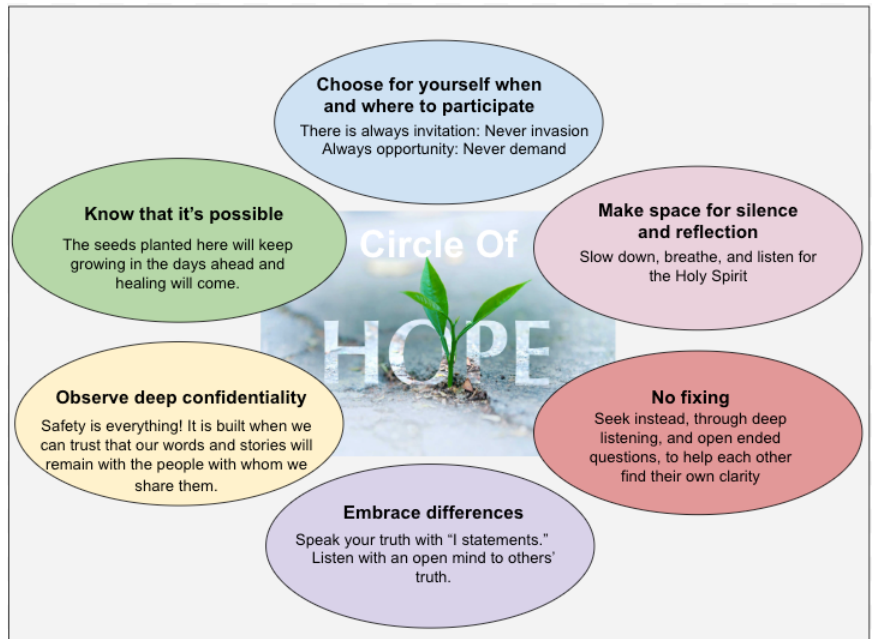 Choose for yourself when
and where to participate
There is always invitation: Never invasion
Always opportunity: Never demand
Make space for silence
and reflection
Slow down, breathe, and listen for
the Holy Spirit
No fixing
Seek instead, through deep
listening, and open ended
questions, to help each other
find their own clarity
Embrace differences
Speak your truth with “I statements.”
Listen with an open mind to others’
truth.
Observe deep confidentiality
Safety is everything! It is built when we
can trust that our words and stories will
remain with the people with whom we
share them.
Know that it’s possible
The seeds planted here will keep
growing in the days ahead and
healing will come.
Circle Of
HOPE